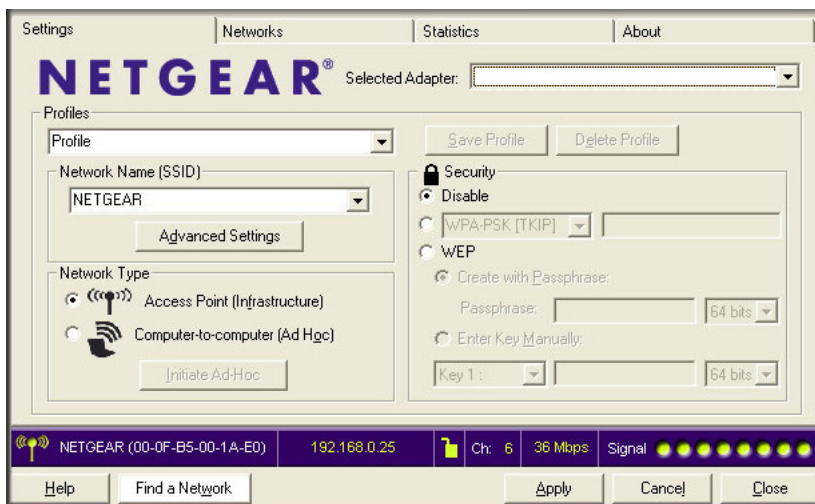 Settings
Networks
Statistics
About
NETGEAR®
Selected Adapter:
Profiles
Profile
Save Profile
Delete Profile
Network Name (SSID)
NETGEAR
Advanced Settings
Network Type
Access Point (Infrastructure)
Computer-to-computer (Ad Hoc)
Initiate Ad-Hoc
Security
Disable
WPA-PSK [TKIP]
WEP
Create with Passphrase:
Passphrase:
64 bits
Enter Key Manually:
Key 1 :
64 bits
NETGEAR (00-0F-B5-00-1A-E0)
192.168.0.25
Ch: 6
36 Mbps
Signal
Help
Find a Network
Apply
Cancel
Close